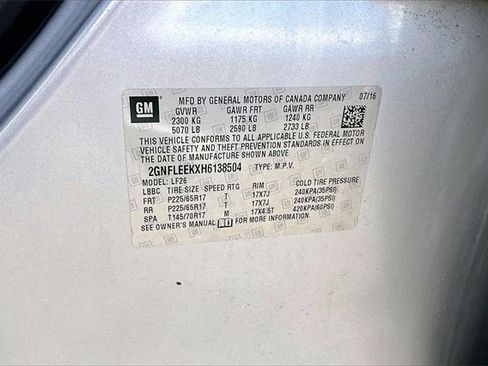 GM
MFD BY GENERAL MOTORS OF CANADA COMPANY 07/16
GVWR GAWR FRT GAWR RR
2300 KG 1175 KG 1240 KG
5070 LB 2590 LB 2733 LB
THIS VEHICLE CONFORMS TO ALL APPLICABLE U.S. FEDERAL MOTOR
VEHICLE SAFETY AND THEFT PREVENTION STANDARDS IN EFFECT ON THE
DATE OF MANUFACTURE SHOWN ABOVE.
2GNFLEEKXH6138504 TYPE: M.P.V.
MODEL: LF26
LBBC TIRE SIZE SPEED RTG RIM COLD TIRE PRESSURE
FRT P225/65R17 T 17X7J 240KPA(35PSI)
RR P225/65R17 T 17X7J 240KPA(35PSI)
SPA T145/70R17 M 17X4.5T 420KPA(60PSI)
SEE OWNER'S MANUAL FOR MORE INFORMATION.